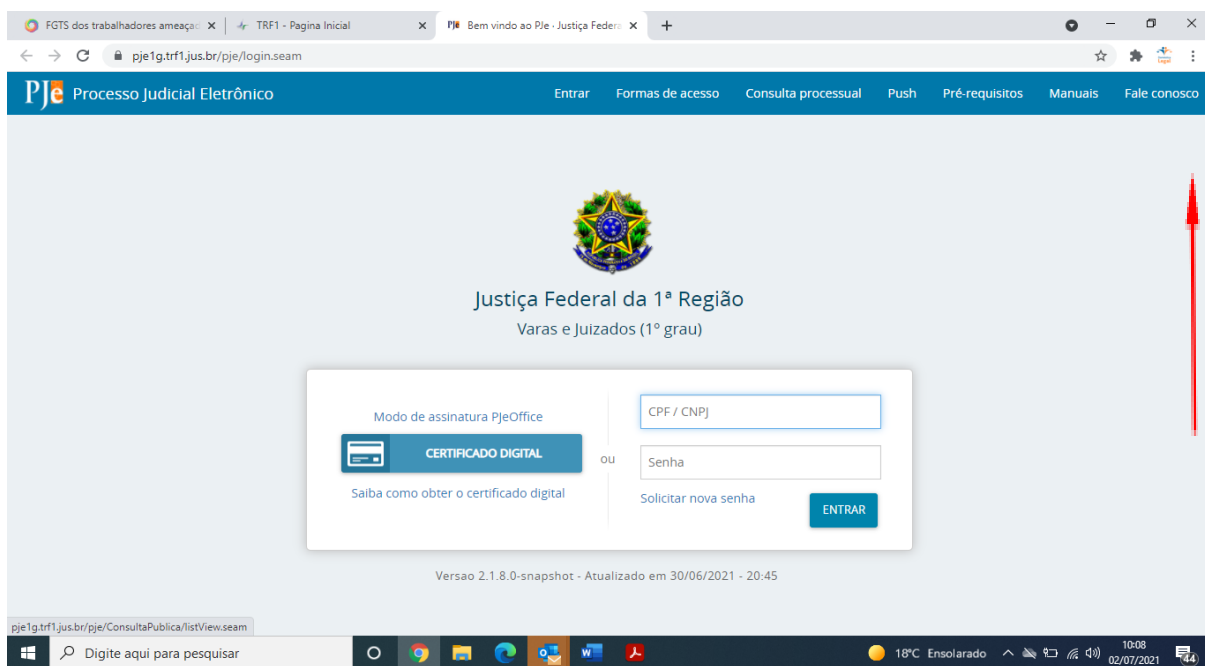 FGTS dos trabalhadores ameaçad
TRF1 - Pagina Inicial
PJe Bem vindo ao PJe · Justiça Federa
pje1g.trf1.jus.br/pje/login.seam
PJe Processo Judicial Eletrônico
Entrar Formas de acesso Consulta processual Push Pré-requisitos Manuais Fale conosco
Justiça Federal da 1ª Região
Varas e Juizados (1º grau)
Modo de assinatura PJeOffice
CERTIFICADO DIGITAL
Saiba como obter o certificado digital
ou
CPF / CNPJ
Senha
Solicitar nova senha
ENTRAR
Versao 2.1.8.0-snapshot - Atualizado em 30/06/2021 - 20:45
pje1g.trf1.jus.br/pje/ConsultaPublica/listView.seam
Digite aqui para pesquisar
18°C Ensolarado
10:08
02/07/2021
44